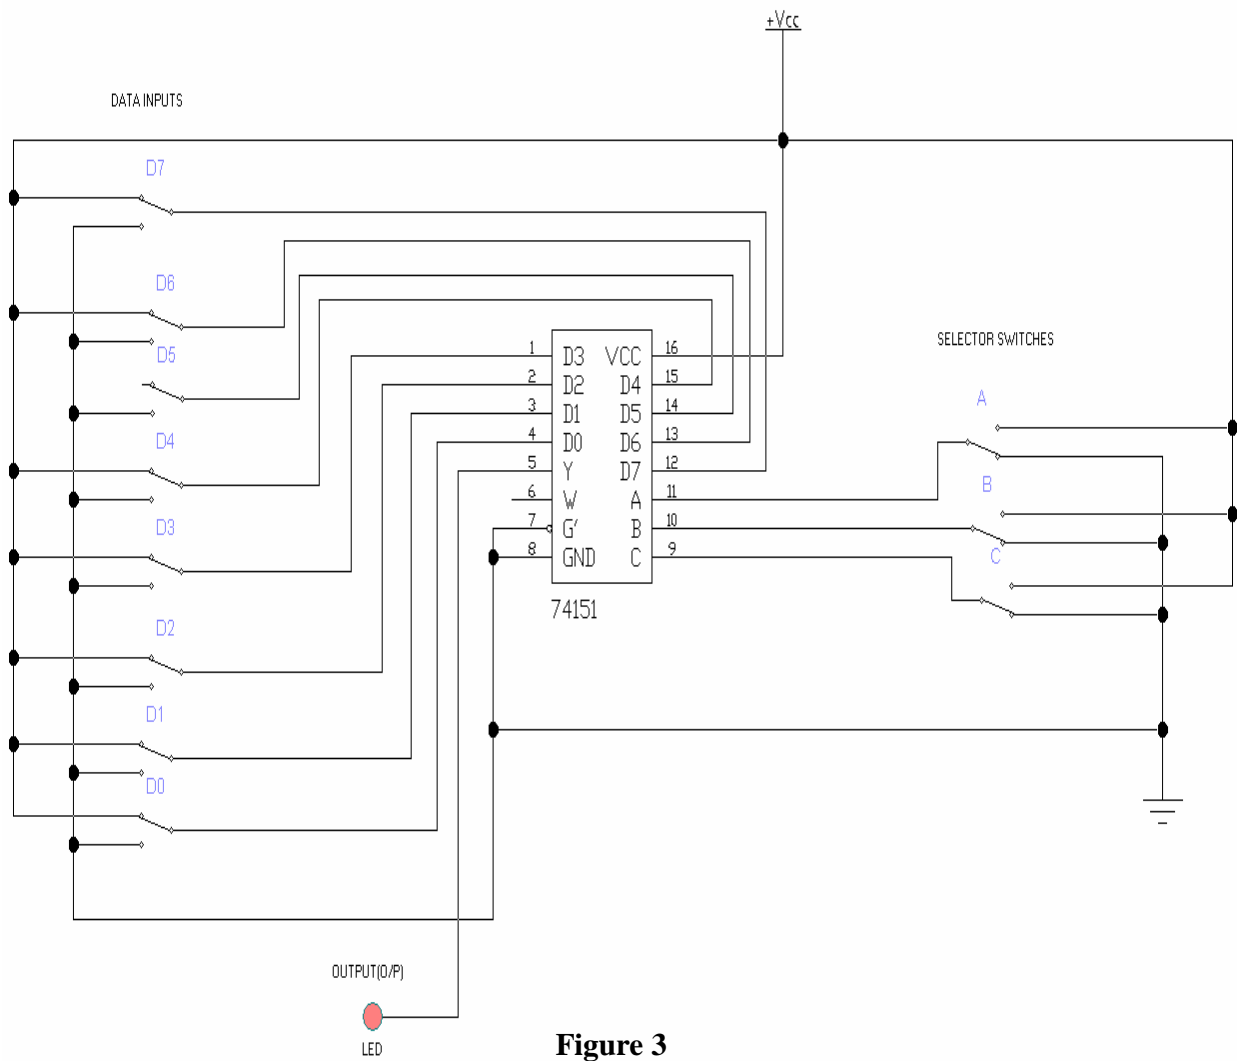 +Vcc
DATA INPUTS
D7
D6
D5
D4
D3
D2
D1
D0
1 D3 VCC 16
2 D2 D4 15
3 D1 D5 14
4 D0 D6 13
5 Y D7 12
6 W A 11
7 G' B 10
8 GND C 9
74151
SELECTOR SWITCHES
A
B
C
OUTPUT(O/P)
LED
Figure 3